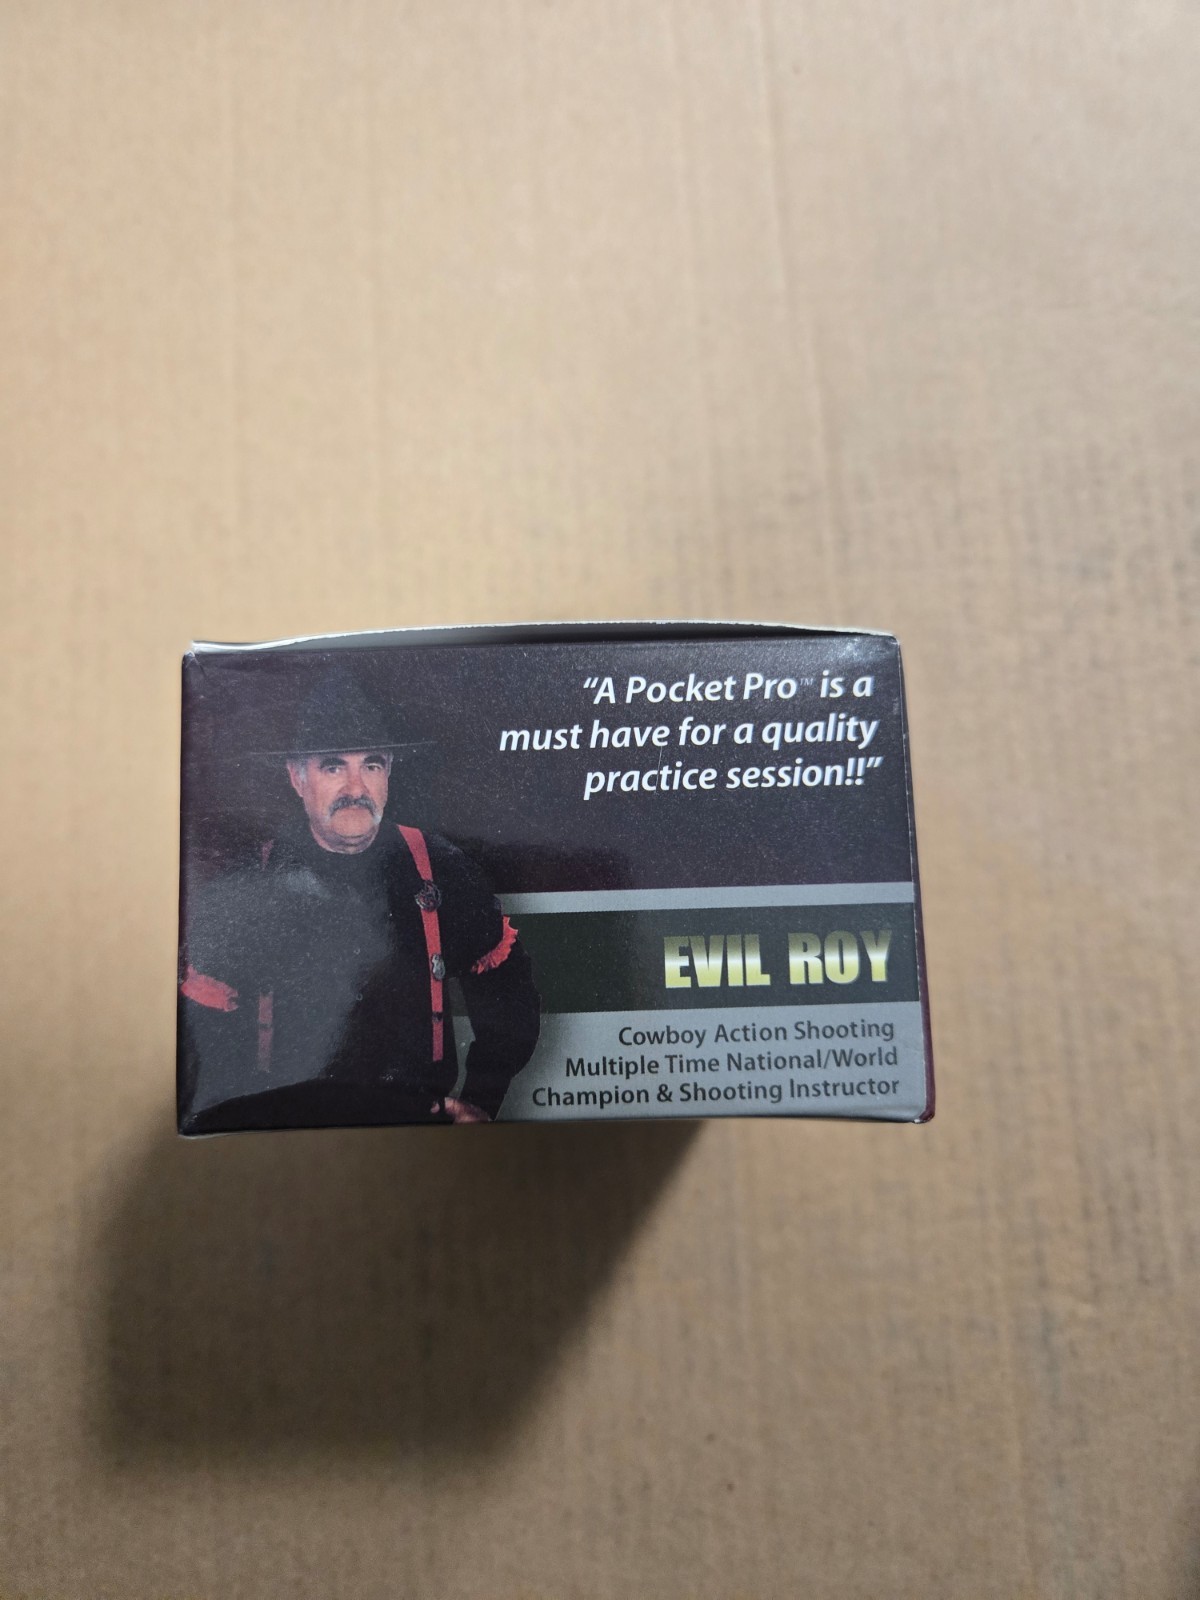 “A Pocket Pro™ is a
must have for a quality
practice session!!”
EVIL ROY
Cowboy Action Shooting
Multiple Time National/World
Champion & Shooting Instructor